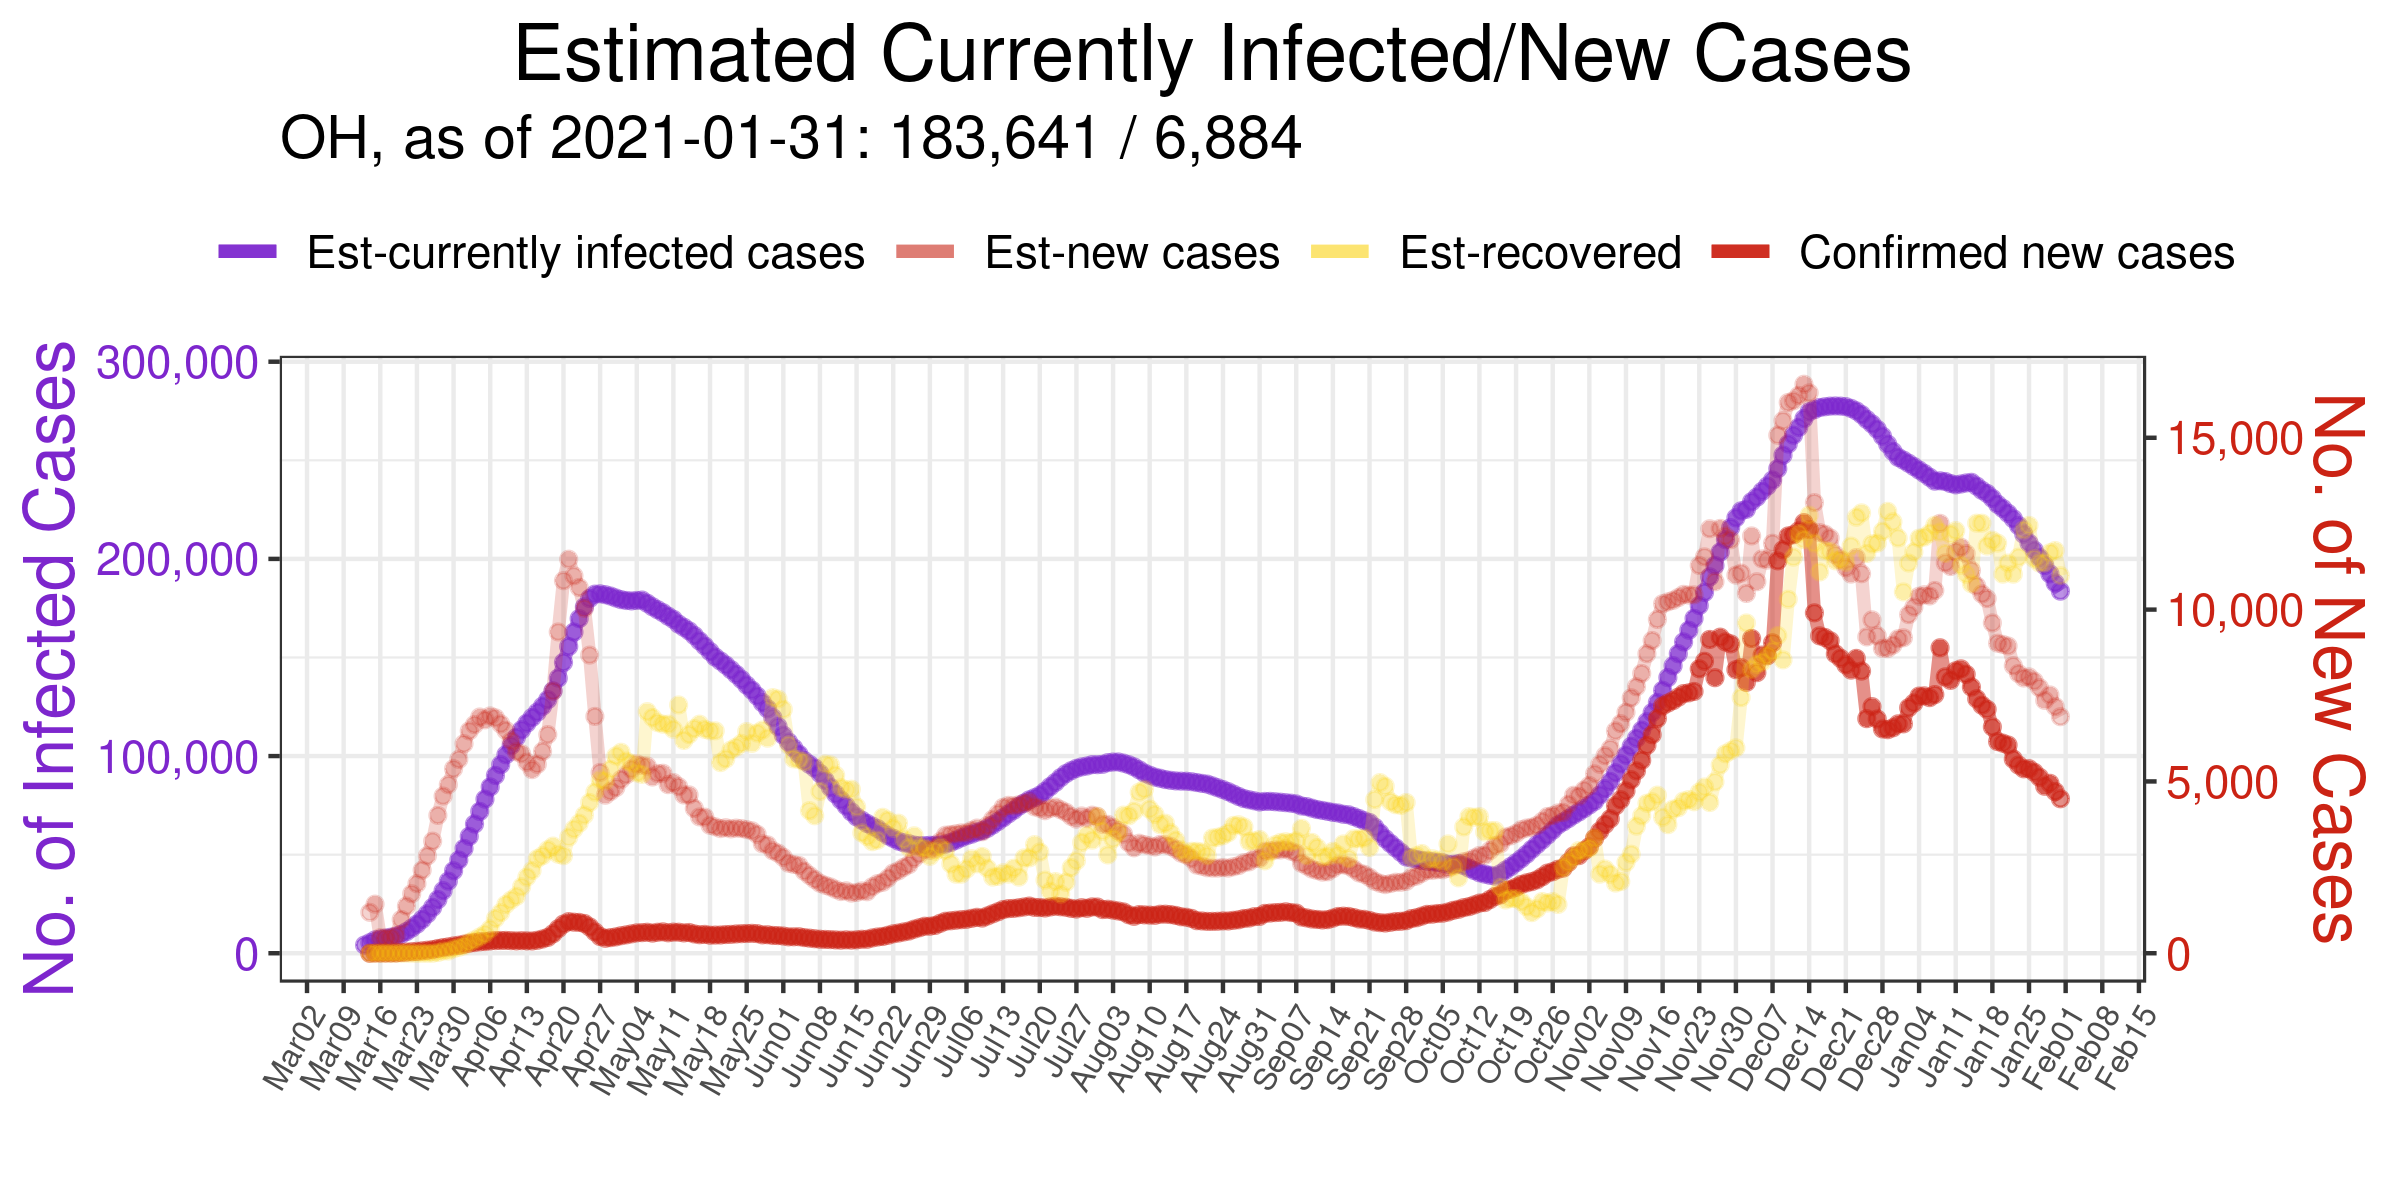 Estimated Currently Infected/New Cases
OH, as of 2021-01-31: 183,641 / 6,884
Est-currently infected cases Est-new cases Est-recovered Confirmed new cases
No. of Infected Cases
300,000
200,000
100,000
0
15,000
10,000
5,000
0
No. of New Cases
Mar02 Mar09 Mar16 Mar23 Mar30 Apr06 Apr13 Apr20 Apr27 May04 May11 May18 May25 Jun01 Jun08 Jun15 Jun22 Jun29 Jul06 Jul13 Jul20 Jul27 Aug03 Aug10 Aug17 Aug24 Aug31 Sep07 Sep14 Sep21 Sep28 Oct05 Oct12 Oct19 Oct26 Nov02 Nov09 Nov16 Nov23 Nov30 Dec07 Dec14 Dec21 Dec28 Jan04 Jan11 Jan18 Jan25 Feb01 Feb08 Feb15